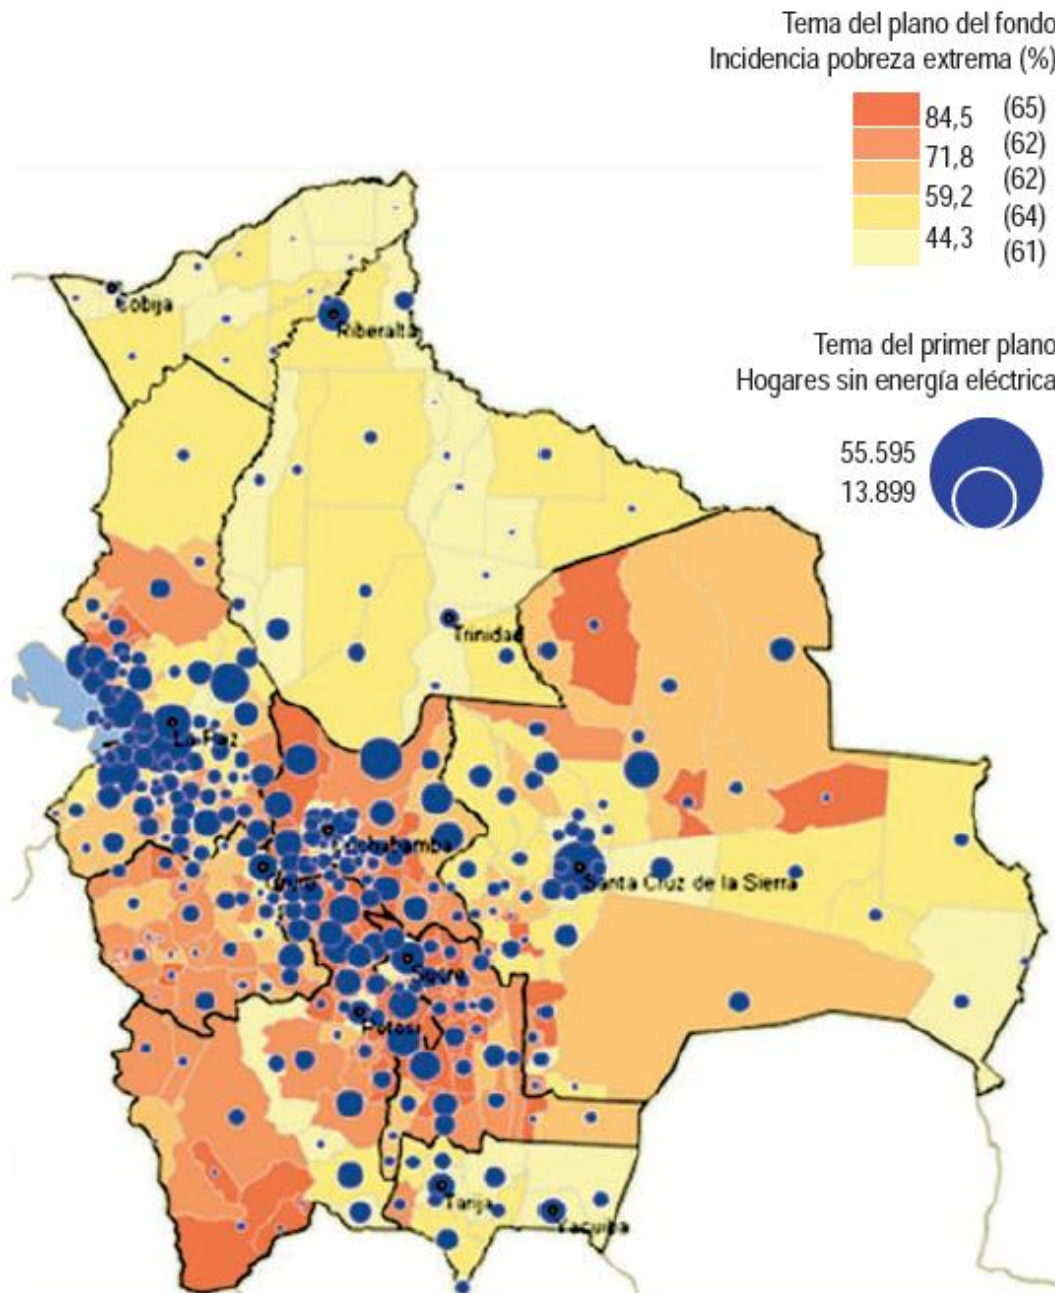 Tema del plano del fondo
Incidencia pobreza extrema (%)
84,5 (65)
71,8 (62)
59,2 (62)
44,3 (64)
(61)
Tema del primer plano
Hogares sin energía eléctrica
55.595
13.899
Cobija
Riberalta
Trinidad
La Paz
Cochabamba
Oruro
Santa Cruz de la Sierra
Sucre
Potosí
Tarija
Yacuiba